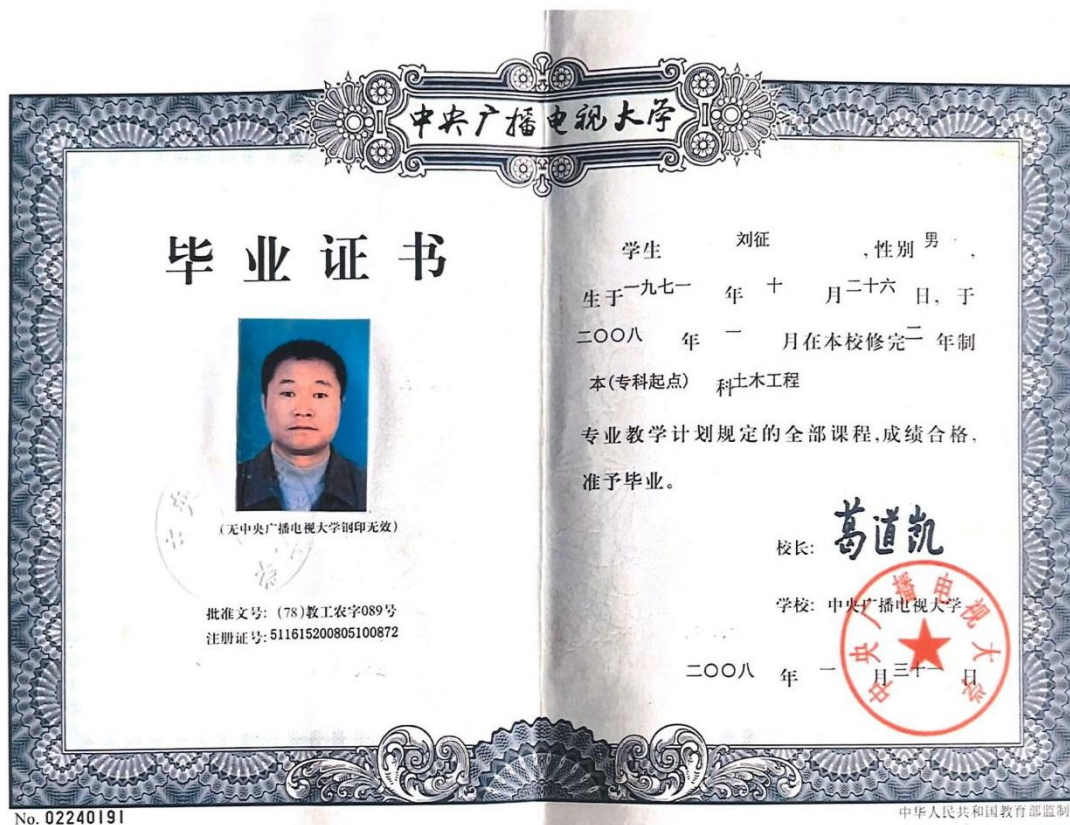 中央广播电视大学
毕业证书
(无中央广播电视大学钢印无效)
批准文号: (78)教工农字089号
注册证号: 511615200805100872
No. 02240191
学生 刘征 ,性别 男 ,
生于一九七一 年 十 月二十六 日, 于
二〇〇八 年 一 月在本校修完二 年制
本(专科起点) 科土木工程
专业教学计划规定的全部课程,成绩合格,
准予毕业。
校长: 葛道凯
学校: 中央广播电视大学
中央广播电视大学
二〇〇八 年 一 月三十一 日
中华人民共和国教育部监制